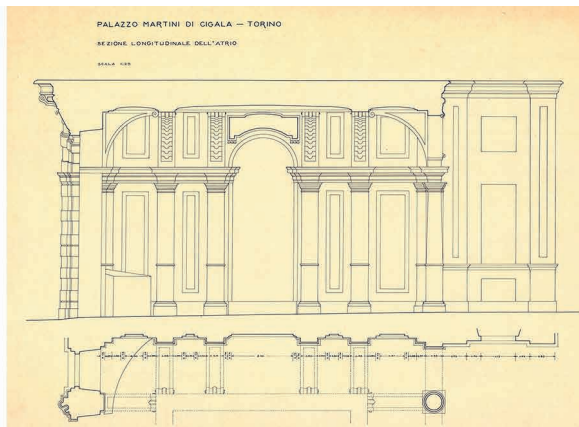 PALAZZO MARTINI DI CIGALA — TORINO
SEZIONE LONGITUDINALE DELL'ATRIO
SCALA 1:25